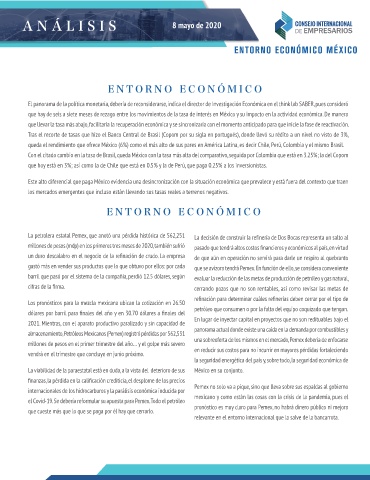 ANÁLISIS
8 mayo de 2020
CONSEJO INTERNACIONAL
DE EMPRESARIOS
ENTORNO ECONÓMICO MÉXICO
ENTORNO ECONÓMICO
El panorama de la política monetaria, debería de reconsiderarse, indica el director de investigación Económica en el think tank SABER, pues consideró
que hay de seis a siete meses de rezago entre los movimientos de la tasa de interés en México y su impacto en la actividad económica. De manera
que llevar la tasa más abajo, facilitaría la recuperación económica y se sincronizaría con el momento anticipado para que inicie la fase de reactivación.
Tras el recorte de tasas que hizo el Banco Central de Brasil (Copom por su sigla en portugués), donde llevó su rédito a un nivel no visto de 3%,
queda el rendimiento que ofrece México (6%) como el más alto de sus pares en América Latina, es decir Chile, Perú, Colombia y el mismo Brasil.
Con el citado cambio en la tasa de Brasil, queda México con la tasa más alta del comparativo, seguida por Colombia que está en 3.25%; la del Copom
que hoy está en 3%; así como la de Chile que está en 0.5% y la de Perú, que paga 0.25% a los inversionistas.
Este alto diferencial que paga México evidencia una desincronización con la situación económica que prevalece y está fuera del contexto que traen
los mercados emergentes que incluso están llevando sus tasas reales a terrenos negativos.
ENTORNO ECONÓMICO
La petrolera estatal Pemex, que anotó una pérdida histórica de 562,251
millones de pesos (mdp) en los primeros tres meses de 2020, también sufrió
un duro descalabro en el negocio de la refinación de crudo. La empresa
gastó más en vender sus productos que lo que obtuvo por ellos: por cada
barril que pasó por el sistema de la compañía, perdió 12.5 dólares, según
cifras de la firma.
Los pronósticos para la mezcla mexicana ubican la cotización en 26.50
dólares por barril para finales del año y en 30.70 dólares a finales del
2021. Mientras, con el aparato productivo paralizado y sin capacidad de
almacenamiento, Petróleos Mexicanos (Pemex) registró pérdidas por 562,551
millones de pesos en el primer trimestre del año… y el golpe más severo
vendrá en el trimestre que concluye en junio próximo.
La viabilidad de la paraestatal está en duda, a la vista del deterioro de sus
finanzas, la pérdida en la calificación crediticia, el desplome de los precios
internacionales de los hidrocarburos y la parálisis económica inducida por
el Covid-19. Se debería reformular su apuesta para Pemex. Todo el petróleo
que cueste más que lo que se paga por él hay que cerrarlo.
La decisión de construir la refinería de Dos Bocas representa un salto al
pasado que tendrá altos costos financieros y económicos al país, en virtud
de que aún en operación no servirá para darle un respiro al quebranto
que se avizora tendrá Pemex. En función de ello, se considera conveniente
evaluar la reducción de las metas de producción de petróleo y gas natural,
cerrando pozos que no son rentables, así como revisar las metas de
refinación para determinar cuáles refinerías deben cerrar por el tipo de
petróleo que consumen o por la falta del equipo coquizado que tengan.
En lugar de inyectar capital en proyectos que no son redituables bajo el
panorama actual donde existe una caída en la demanda por combustibles y
una sobreoferta de los mismos en el mercado, Pemex debería de enfocarse
en reducir sus costos para no incurrir en mayores pérdidas fortaleciendo
la seguridad energética del país y, sobre todo, la seguridad económica de
México en su conjunto.
Pemex no solo va a pique, sino que lleva sobre sus espaldas al gobierno
mexicano y como están las cosas con la crisis de la pandemia, pues el
pronóstico es muy claro para Pemex, no habrá dinero público ni mejora
relevante en el entorno internacional que la salve de la bancarrota.